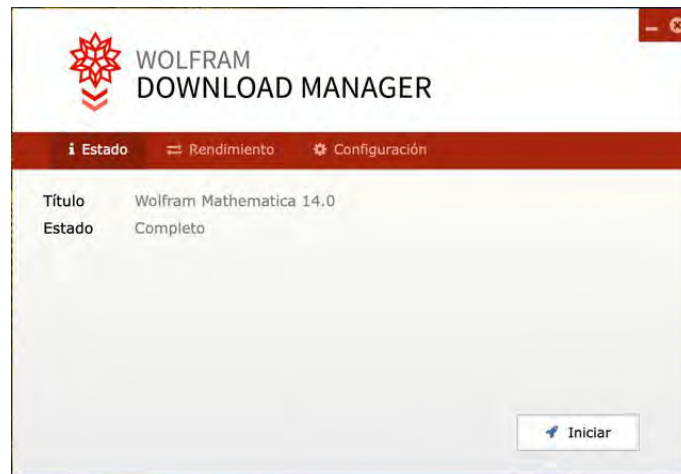 WOLFRAM
DOWNLOAD MANAGER
Estado
Rendimiento
Configuración
Título Wolfram Mathematica 14.0
Estado Completo
Iniciar